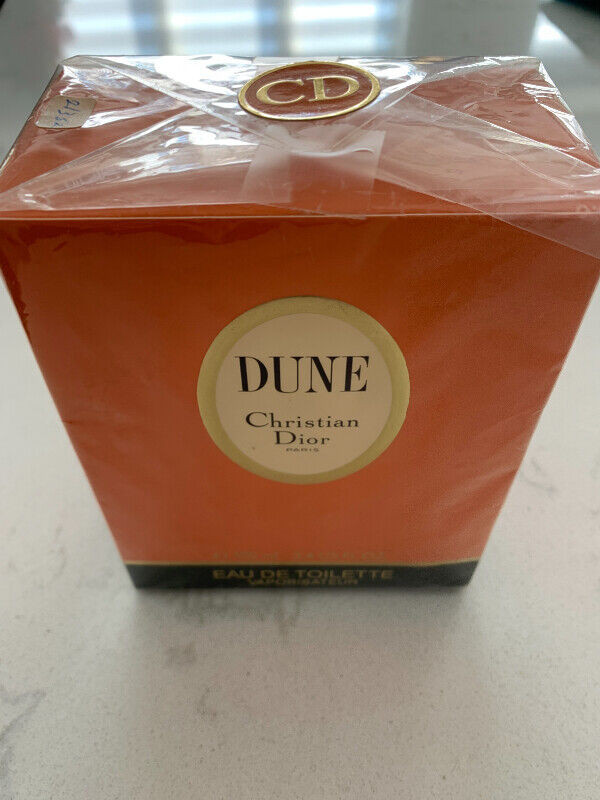 CD
DUNE
Christian
Dior
PARIS
EAU DE TOILETTE
VAPORISATEUR